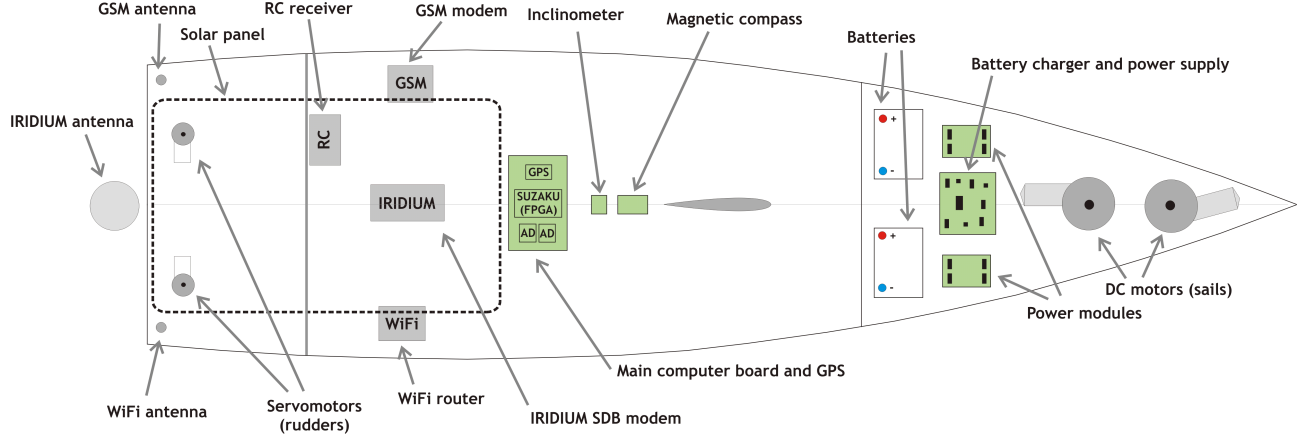 GSM antenna
RC receiver
GSM modem
Inclinometer
Magnetic compass
Solar panel
Batteries
Battery charger and power supply
IRIDIUM antenna
GSM
RC
+
-
GPS
SUZAKU
(FPGA)
AD AD
IRIDIUM
+
-
WiFi
DC motors (sails)
Power modules
Main computer board and GPS
WiFi antenna
Servomotors
(rudders)
WiFi router
IRIDIUM SDB modem